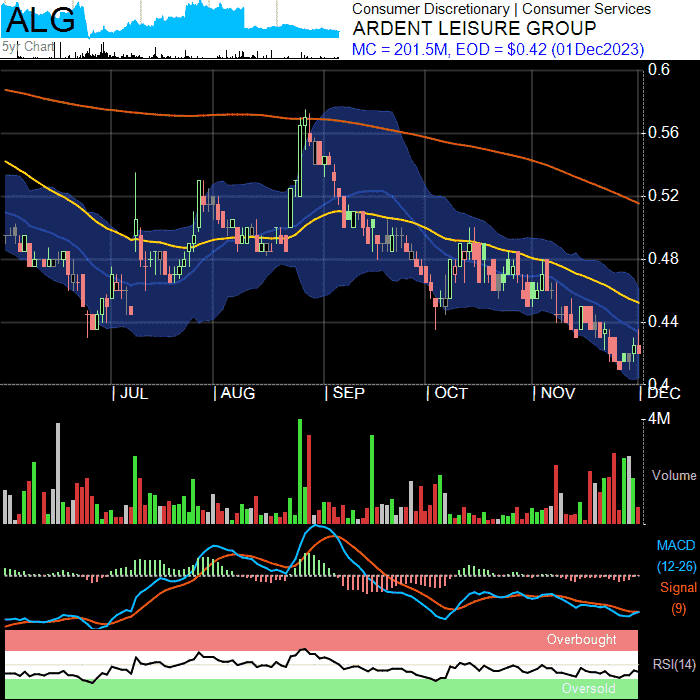 ALG
5yr Chart
Consumer Discretionary | Consumer Services
ARDENT LEISURE GROUP
MC = 201.5M, EOD = $0.42 (01Dec2023)
0.6
0.56
0.52
0.48
0.44
0.4
| JUL | AUG | SEP | OCT | NOV | DEC
4M
Volume
MACD
(12-26)
Signal
(9)
Overbought
RSI(14)
Oversold